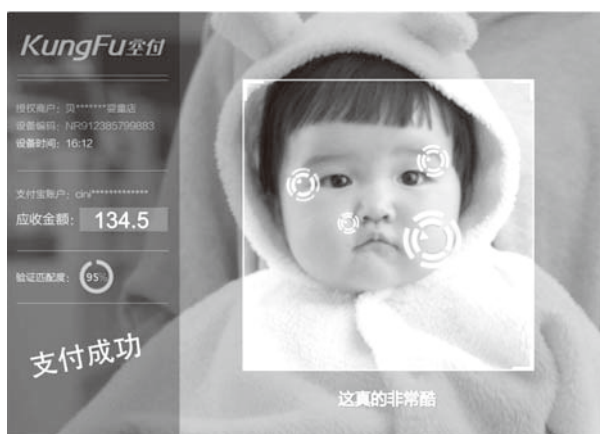 KungFu空付
授权商户：贝*******婴童店
设备编码：NR912385799883
设备时间：16:12
支付宝账户：cini*************
应收金额：134.5
验证匹配度：95%
支付成功
这真的非常酷